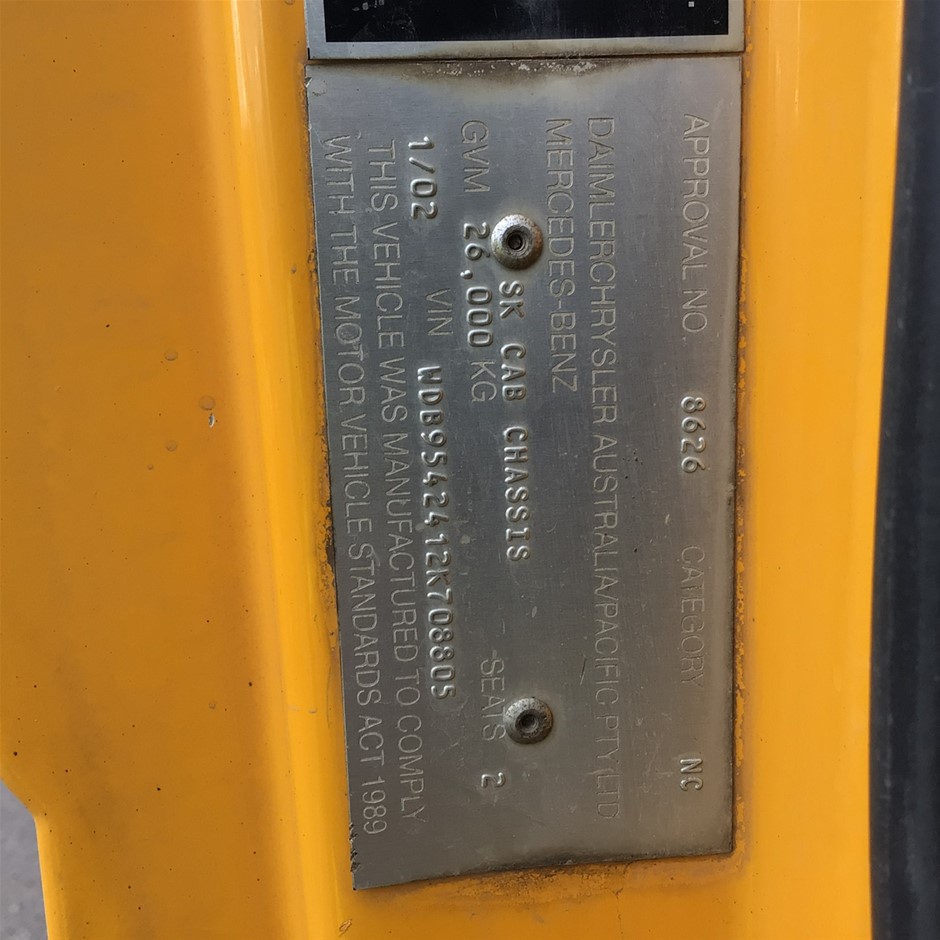 APPROVAL NO. 8626 CATEGORY NC
DAIMLERCHRYSLER AUSTRALIA/PACIFIC PTY LTD
MERCEDES-BENZ
SK CAB CHASSIS
GVM 26,000 KG SEATS 2
1/02 VIN WDB9542412K708805
THIS VEHICLE WAS MANUFACTURED TO COMPLY
WITH THE MOTOR VEHICLE STANDARDS ACT 1989